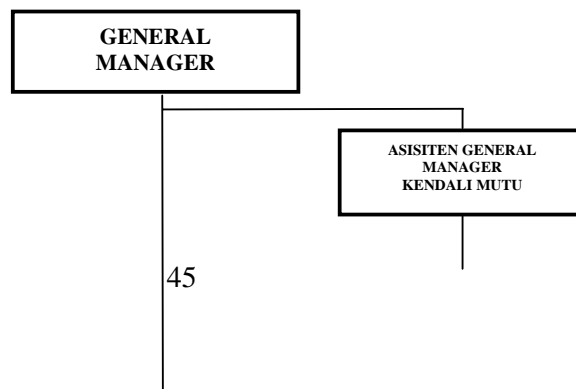 GENERAL
MANAGER
ASISITEN GENERAL
MANAGER
KENDALI MUTU
45